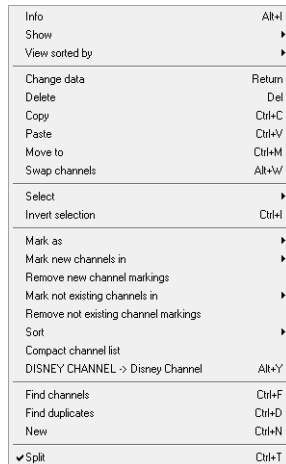 Info Alt+I
Show
View sorted by
Change data Return
Delete Del
Copy Ctrl+C
Paste Ctrl+V
Move to Ctrl+M
Swap channels Alt+W
Select
Invert selection Ctrl+I
Mark as
Mark new channels in
Remove new channel markings
Mark not existing channels in
Remove not existing channel markings
Sort
Compact channel list
DISNEY CHANNEL -> Disney Channel Alt+Y
Find channels Ctrl+F
Find duplicates Ctrl+D
New Ctrl+N
Split Ctrl+T